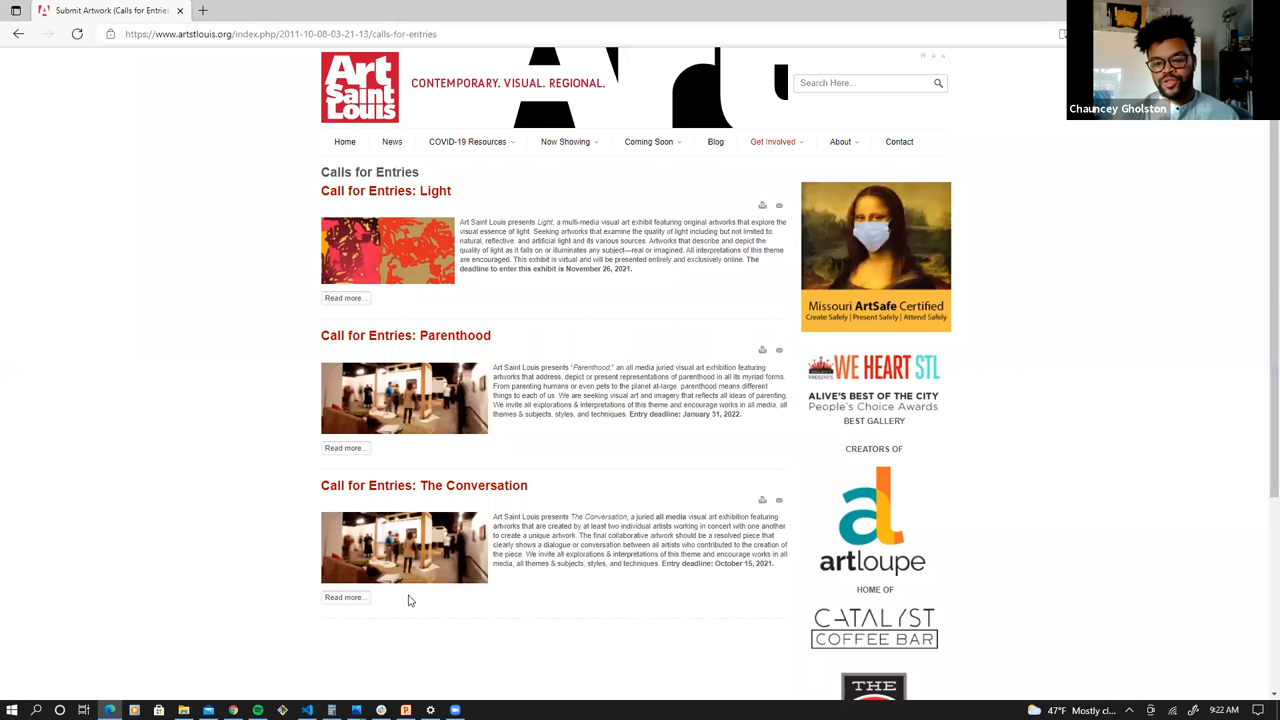 Submit Artwork (Calls for Entries)
https://www.artstlouis.org/index.php/2011-10-08-23-21-13/calls-for-entries
Art
Saint
Louis
CONTEMPORARY. VISUAL. REGIONAL.
A A A
Search Here...
Home
News
COVID-19 Resources
Now Showing
Coming Soon
Blog
Get Involved
About
Contact
Calls for Entries
Call for Entries: Light
Art Saint Louis presents Light, a multi-media visual art exhibit featuring original artworks that explore the
visual essence of light. Seeking artworks that examine the quality of light including but not limited to:
natural, reflective, and artificial light and its various sources. Artworks that describe and depict the
quality of light as it falls on or illuminates any subject—real or imagined. All interpretations of this theme
are encouraged. This exhibit is virtual and will be presented entirely and exclusively online. The
deadline to enter this exhibit is November 26, 2021.
Read more...
Call for Entries: Parenthood
Art Saint Louis presents "Parenthood," an all media juried visual art exhibition featuring
artworks that address, depict or present representations of parenthood in all its myriad forms.
From parenting humans or even pets to the planet at-large, parenthood means different
things to each of us. We are seeking visual art and imagery that reflects all ideas of parenting.
We invite all explorations & interpretations of this theme and encourage works in all media, all
themes & subjects, styles, and techniques. Entry deadline: January 31, 2022.
Read more...
Call for Entries: The Conversation
Art Saint Louis presents The Conversation, a juried all media visual art exhibition featuring
artworks that are created by at least two individual artists working in concert with one another
to create a unique artwork. The final collaborative artwork should be a resolved piece that
clearly shows a dialogue or conversation between all artists who contributed to the creation of
the piece. We invite all explorations & interpretations of this theme and encourage works in all
media, all themes & subjects, styles, and techniques. Entry deadline: October 15, 2021.
Read more...
Missouri ArtSafe Certified
Create Safely | Present Safely | Attend Safely
PRESENTS
WE HEART STL
ALIVE'S BEST OF THE CITY
People's Choice Awards
BEST GALLERY
CREATORS OF
artloupe
HOME OF
CATALYST
COFFEE BAR
THE
Chauncey Gholston
47°F
9:22 AM